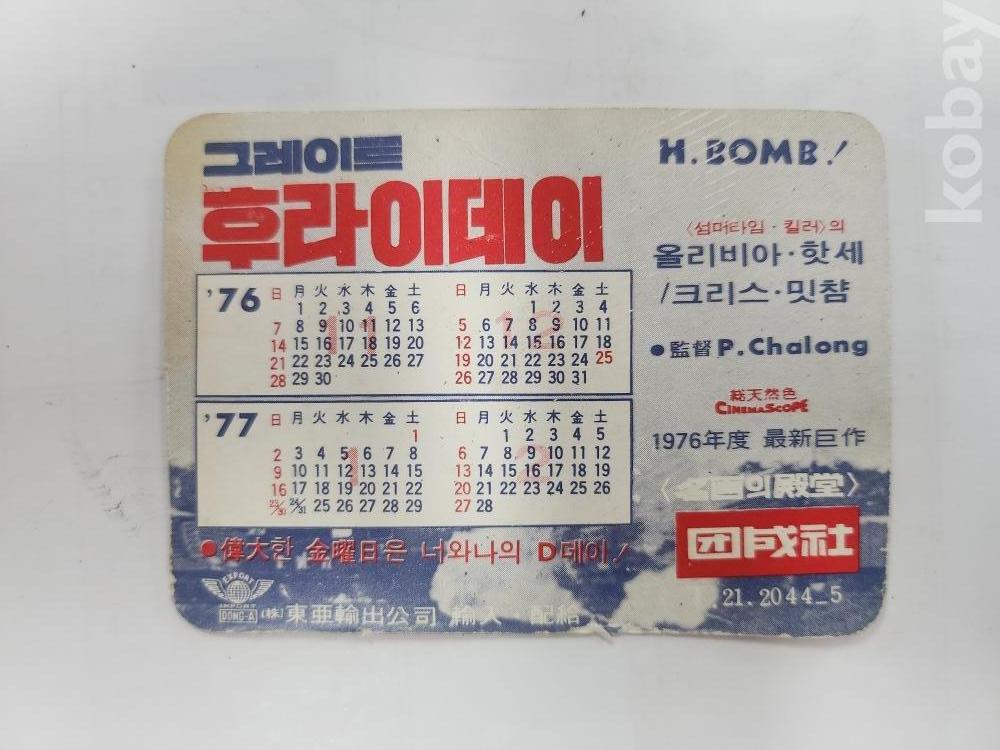 그레이트
후라이데이
H. BOMB!
〈섬머타임·킬러〉의
올리비아·핫세
/크리스·밋챰
●監督 P. Chalong
総天然色
CINEMASCOPE
1976年度 最新巨作
〈名画의殿堂〉
団成社
21.2044_5
'76
11
日 月 火 水 木 金 土
1 2 3 4 5 6
7 8 9 10 11 12 13
14 15 16 17 18 19 20
21 22 23 24 25 26 27
28 29 30
12
日 月 火 水 木 金 土
1 2 3 4
5 6 7 8 9 10 11
12 13 14 15 16 17 18
19 20 21 22 23 24 25
26 27 28 29 30 31
'77
1
日 月 火 水 木 金 土
1
2 3 4 5 6 7 8
9 10 11 12 13 14 15
16 17 18 19 20 21 22
23/30 24/31 25 26 27 28 29
2
日 月 火 水 木 金 土
1 2 3 4 5
6 7 8 9 10 11 12
13 14 15 16 17 18 19
20 21 22 23 24 25 26
27 28
●偉大한 金曜日은 너와나의 D데이!
EXPORT
IMPORT
DONG-A
(株)東亜輸出公司 輸入·配給
kobay